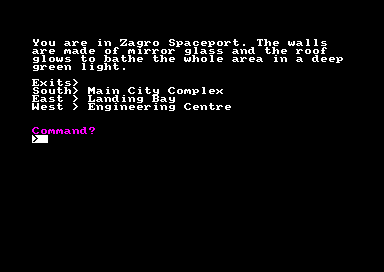 You are in Zagro Spaceport. The walls
are made of mirror glass and the roof
glows to bathe the whole area in a deep
green light.
Exits>
South> Main City Complex
East > Landing Bay
West > Engineering Centre
Command?
>